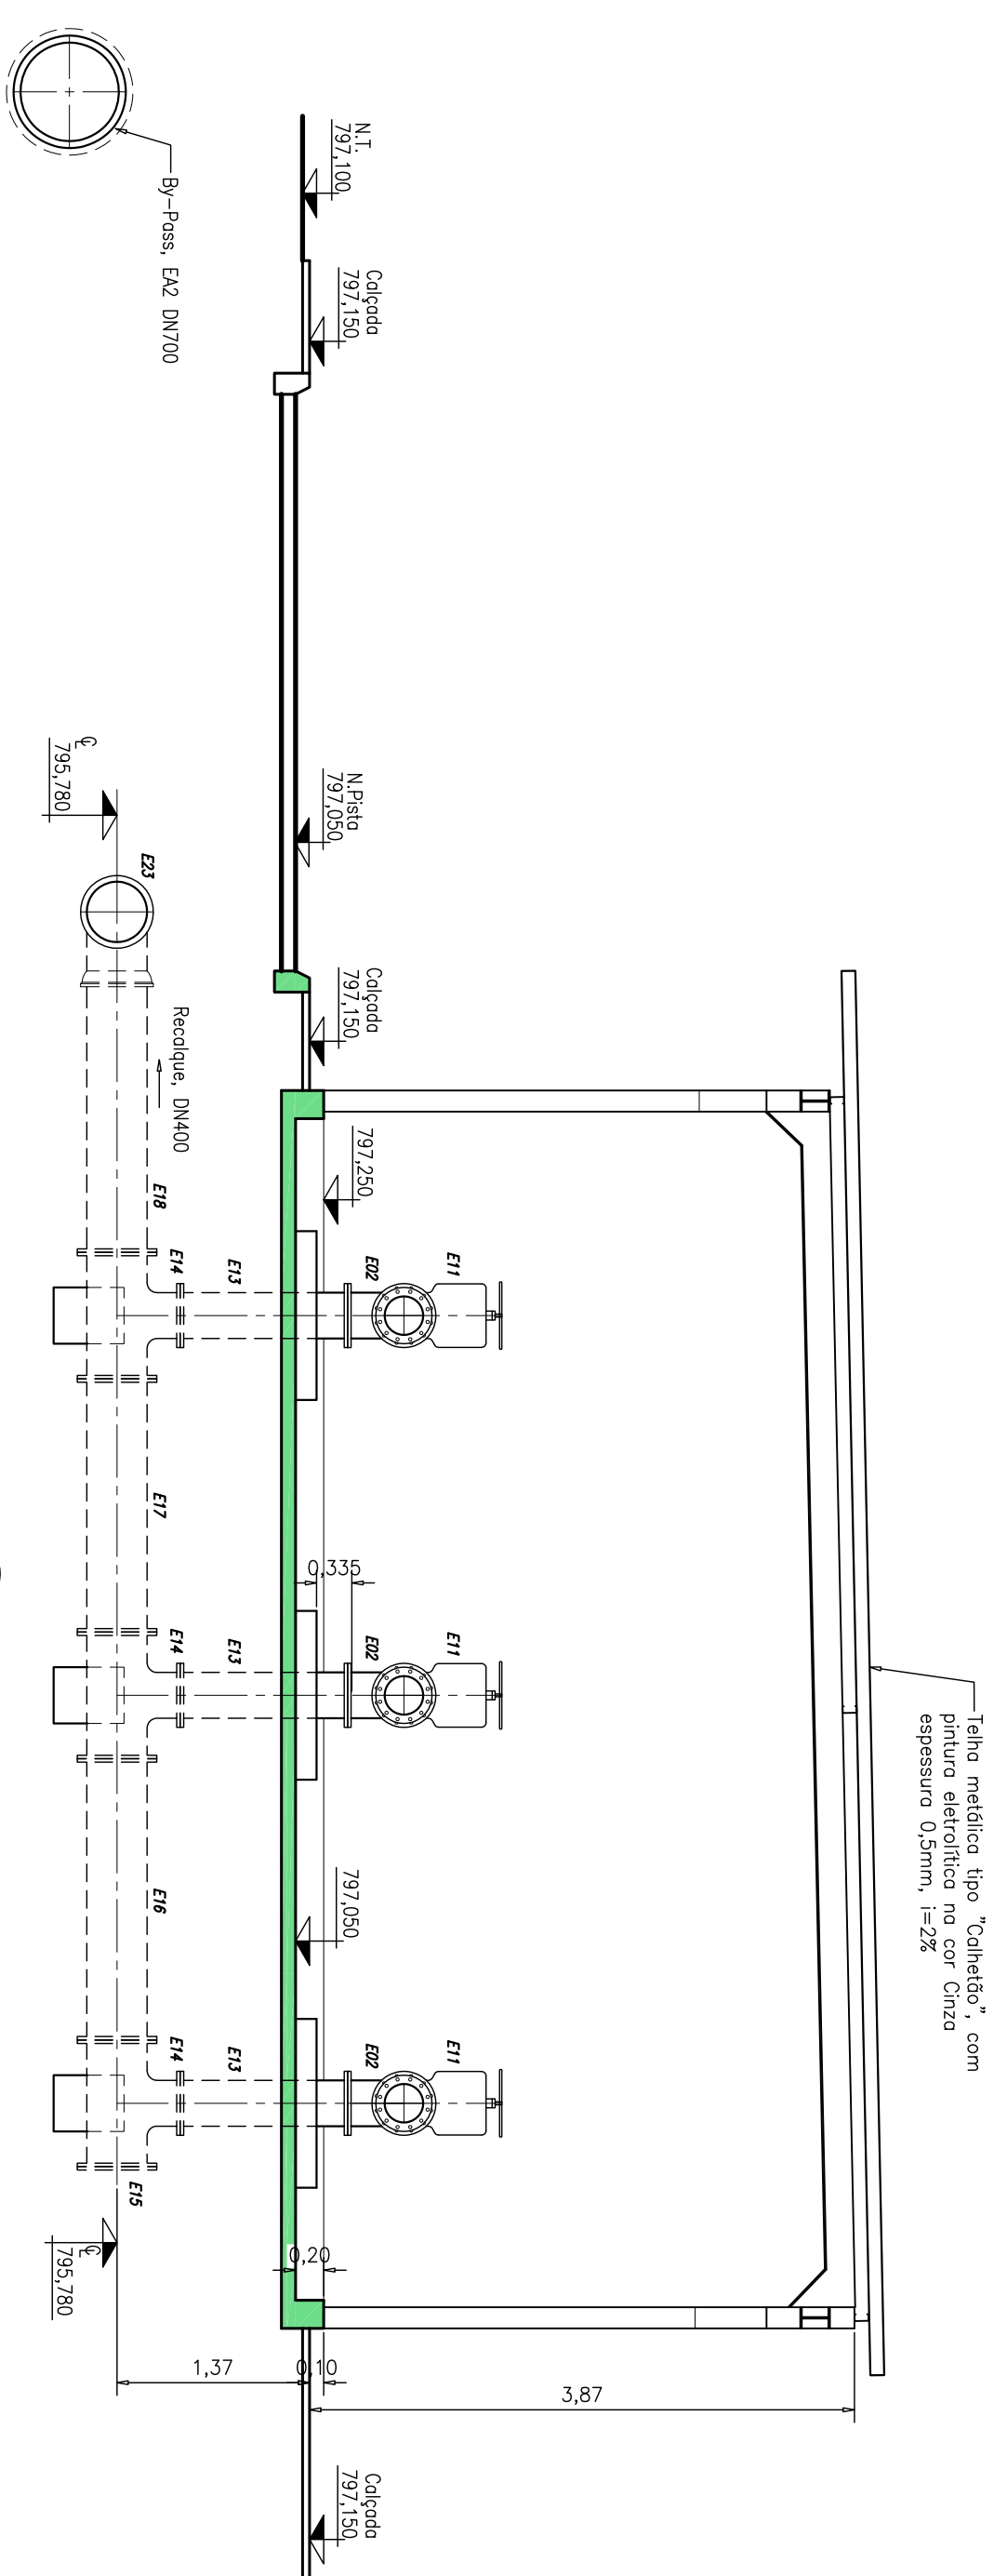 Telha metálica tipo "Calhetão", com
pintura eletrolítica na cor Cinza
espessura 0,5mm, i=2%
N.T.
797,100
Calçada
797,150
N.Pista
797,050
Calçada
797,150
797,250
E11
E02
E13
E14
E18
0,335
E11
E02
E13
E14
E17
797,050
E11
E02
E13
E14
E16
E15
0,20
0,10
1,37
3,87
Calçada
797,150
By-Pass, EA2 DN700
℄
795,780
E23
Recalque, DN400
℄
795,780